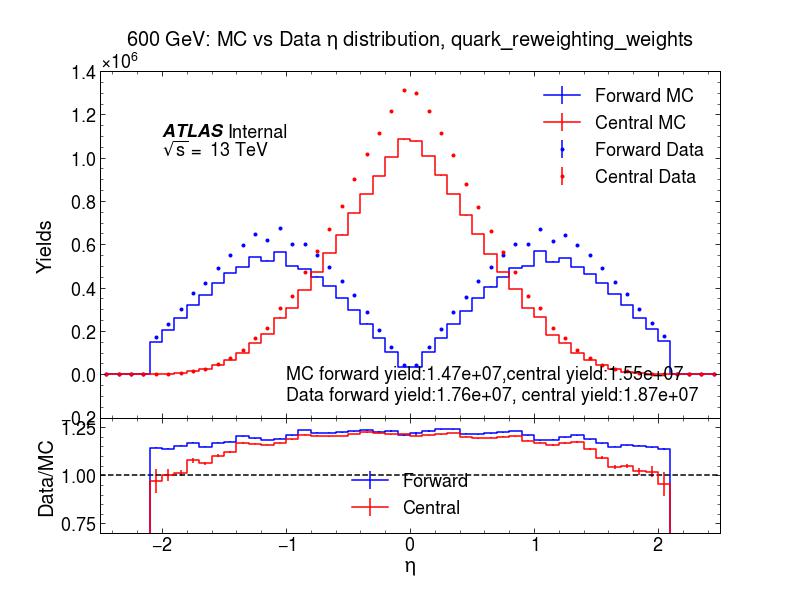 600 GeV: MC vs Data η distribution, quark_reweighting_weights
×10⁶
1.4
1.2
1.0
0.8
0.6
0.4
0.2
0.0
0.2
Yields
ATLAS Internal
√s = 13 TeV
Forward MC
Central MC
Forward Data
Central Data
MC forward yield:1.47e+07,central yield:1.55e+07
Data forward yield:1.76e+07, central yield:1.87e+07
1.25
1.00
0.75
Data/MC
Forward
Central
−2 −1 0 1 2
η